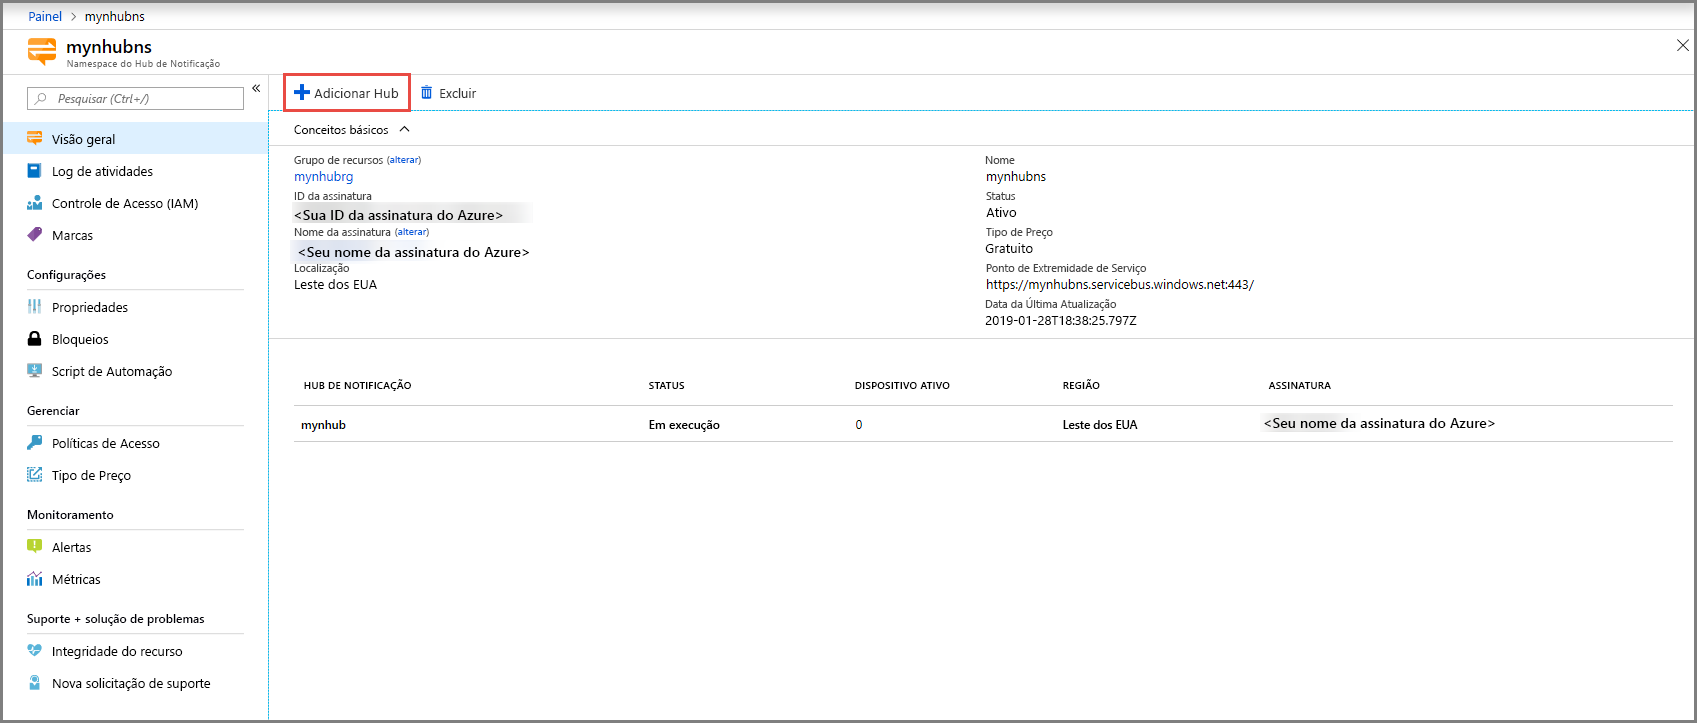 Painel > mynhubns
mynhubns
Namespace do Hub de Notificação
Pesquisar (Ctrl+/)
«
Visão geral
Log de atividades
Controle de Acesso (IAM)
Marcas
Configurações
Propriedades
Bloqueios
Script de Automação
Gerenciar
Políticas de Acesso
Tipo de Preço
Monitoramento
Alertas
Métricas
Suporte + solução de problemas
Integridade do recurso
Nova solicitação de suporte
Adicionar Hub Excluir
Conceitos básicos
Grupo de recursos (alterar)
mynhubrg
ID da assinatura
<Sua ID da assinatura do Azure>
Nome da assinatura (alterar)
<Seu nome da assinatura do Azure>
Localização
Leste dos EUA
Nome
mynhubns
Status
Ativo
Tipo de Preço
Gratuito
Ponto de Extremidade de Serviço
https://mynhubns.servicebus.windows.net:443/
Data da Última Atualização
2019-01-28T18:38:25.797Z
HUB DE NOTIFICAÇÃO STATUS DISPOSITIVO ATIVO REGIÃO ASSINATURA
mynhub Em execução 0 Leste dos EUA <Seu nome da assinatura do Azure>